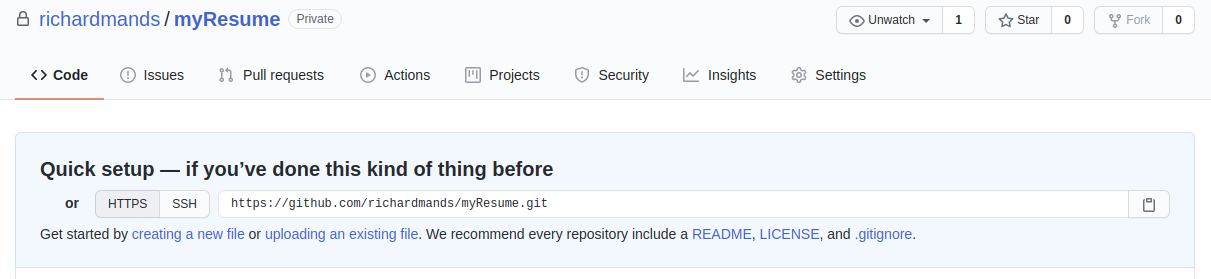 richardmands / myResume Private Unwatch 1 Star 0 Fork 0
Code Issues Pull requests Actions Projects Security Insights Settings
Quick setup — if you’ve done this kind of thing before
or HTTPS SSH https://github.com/richardmands/myResume.git
Get started by creating a new file or uploading an existing file. We recommend every repository include a README, LICENSE, and .gitignore.